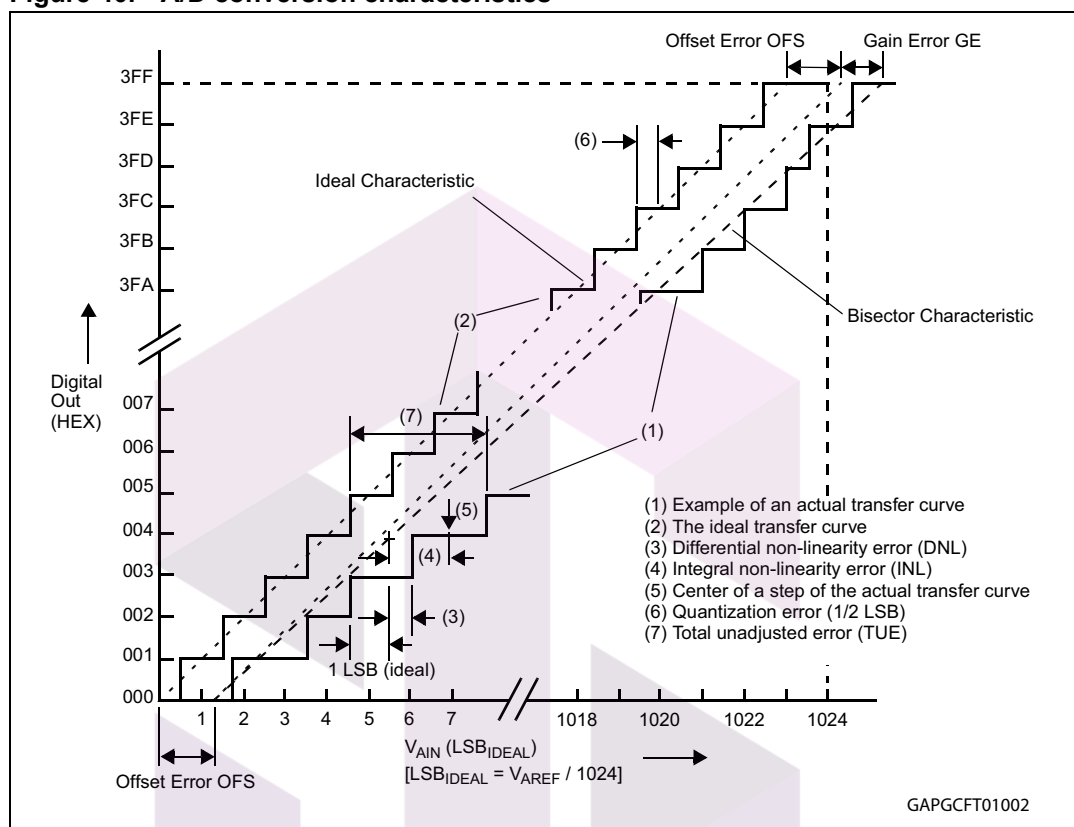 Figure 43. A/D conversion characteristics
Offset Error OFS
Gain Error GE
3FF
3FE
3FD
3FC
3FB
3FA
(6)
Ideal Characteristic
(2)
Bisector Characteristic
Digital
Out
(HEX)
007
006
005
004
003
002
001
000
(7)
(1)
(5)
(4)
(3)
1 LSB (ideal)
(1) Example of an actual transfer curve
(2) The ideal transfer curve
(3) Differential non-linearity error (DNL)
(4) Integral non-linearity error (INL)
(5) Center of a step of the actual transfer curve
(6) Quantization error (1/2 LSB)
(7) Total unadjusted error (TUE)
1 2 3 4 5 6 7 1018 1020 1022 1024
VAIN (LSBIDEAL)
[LSBIDEAL = VAREF / 1024]
Offset Error OFS
GAPGCFT01002